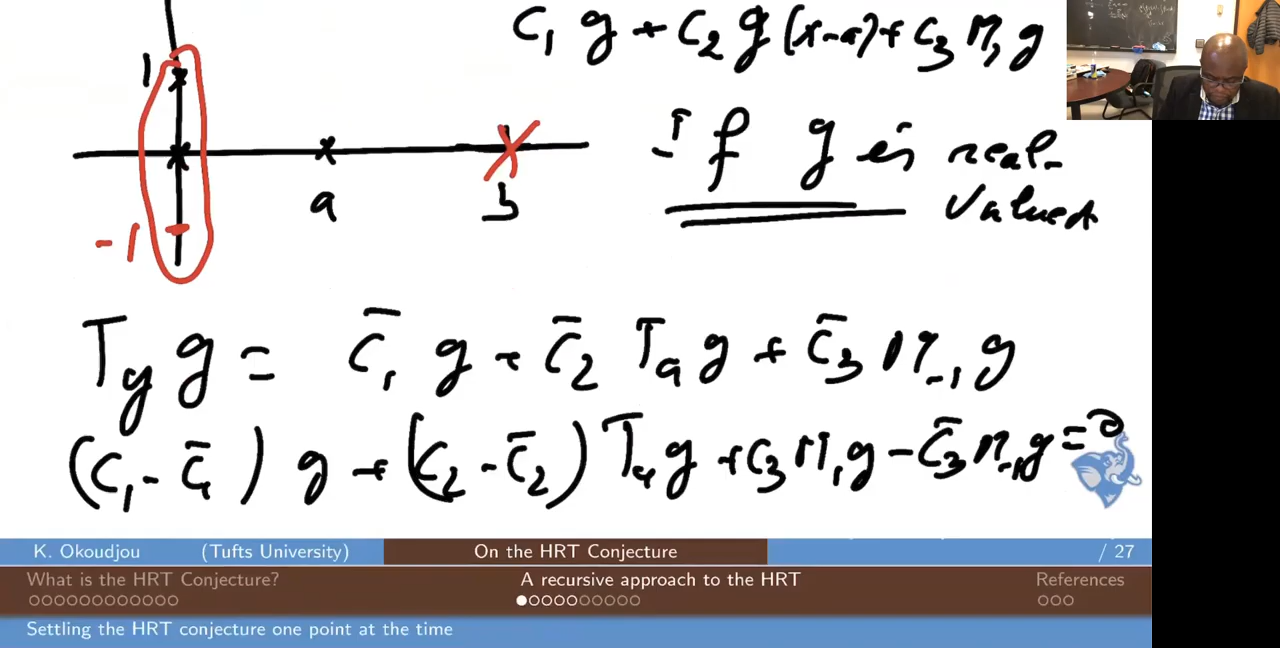 C₁ g + C₂ g(x-a) + C₃ M₁ g
1
a
b
-1
If g is real-
valued
T_y g = C̄₁ g + C̄₂ T_a g + C̄₃ M₋₁ g
(C₁ - C̄₁) g + (C₂ - C̄₂) T_a g + C₃ M₁ g - C̄₃ M₋₁ g = 0
K. Okoudjou (Tufts University) On the HRT Conjecture / 27
What is the HRT Conjecture? A recursive approach to the HRT References
Settling the HRT conjecture one point at the time